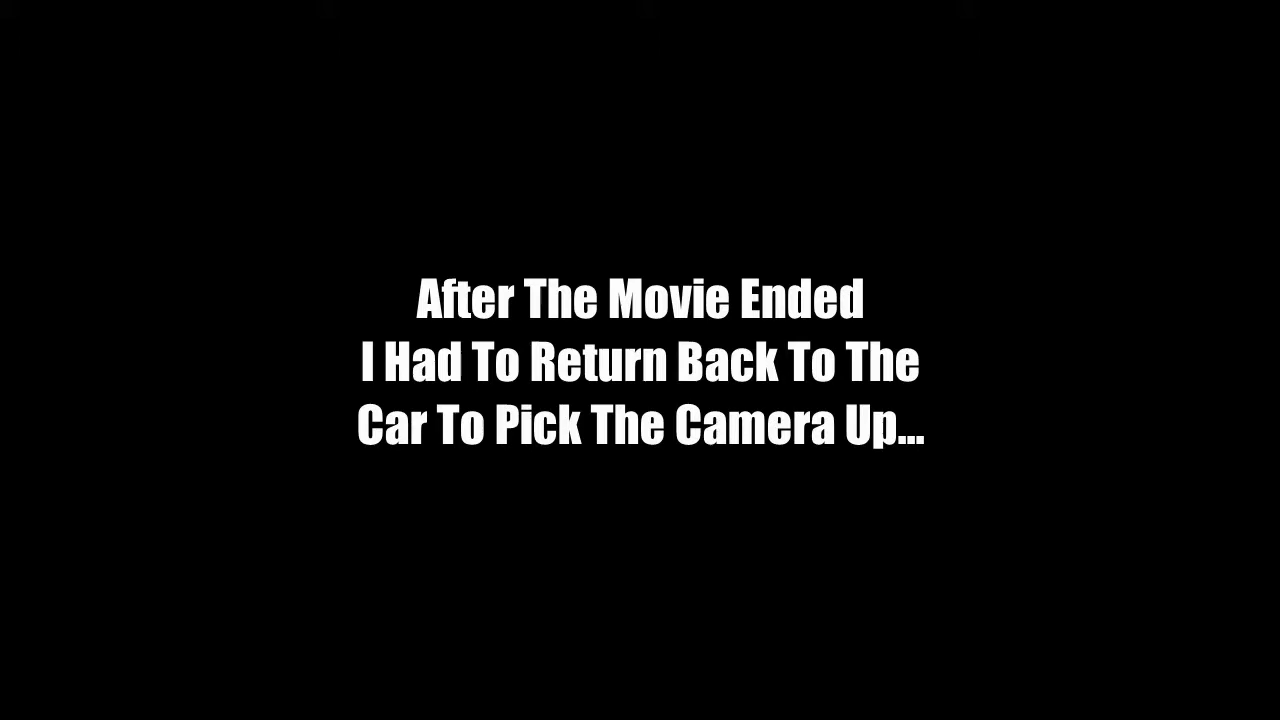 After The Movie Ended
I Had To Return Back To The
Car To Pick The Camera Up...